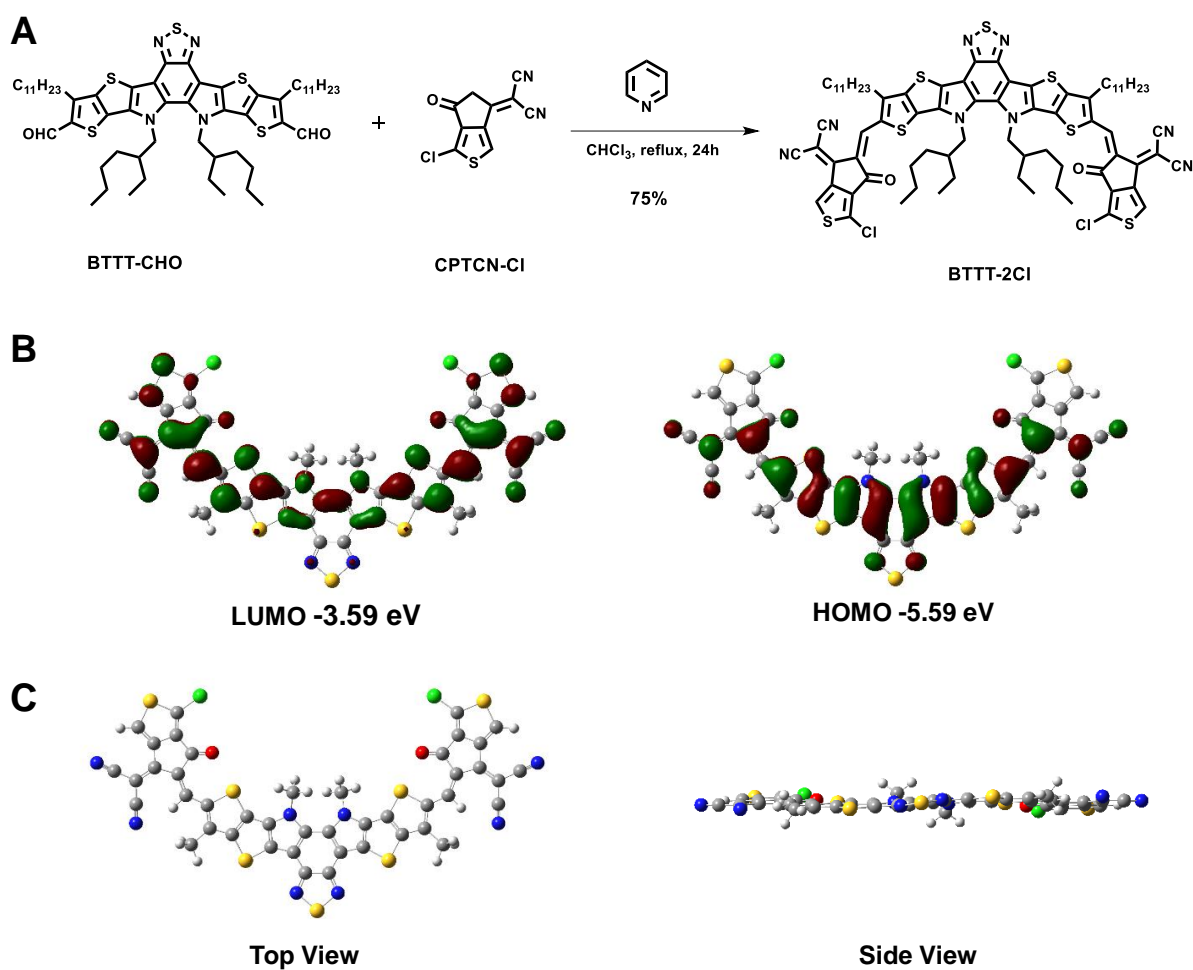 A
S
N
N
C₁₁H₂₃
S
S
C₁₁H₂₃
OHC
S
N
N
S
CHO
BTTT-CHO
+
O
CN
CN
Cl
S
CPTCN-Cl
N
CHCl₃, reflux, 24h
75%
S
N
N
C₁₁H₂₃
S
S
C₁₁H₂₃
CN
NC
S
N
N
S
CN
CN
O
O
S
Cl
Cl
S
BTTT-2Cl
B
LUMO -3.59 eV
HOMO -5.59 eV
C
Top View
Side View